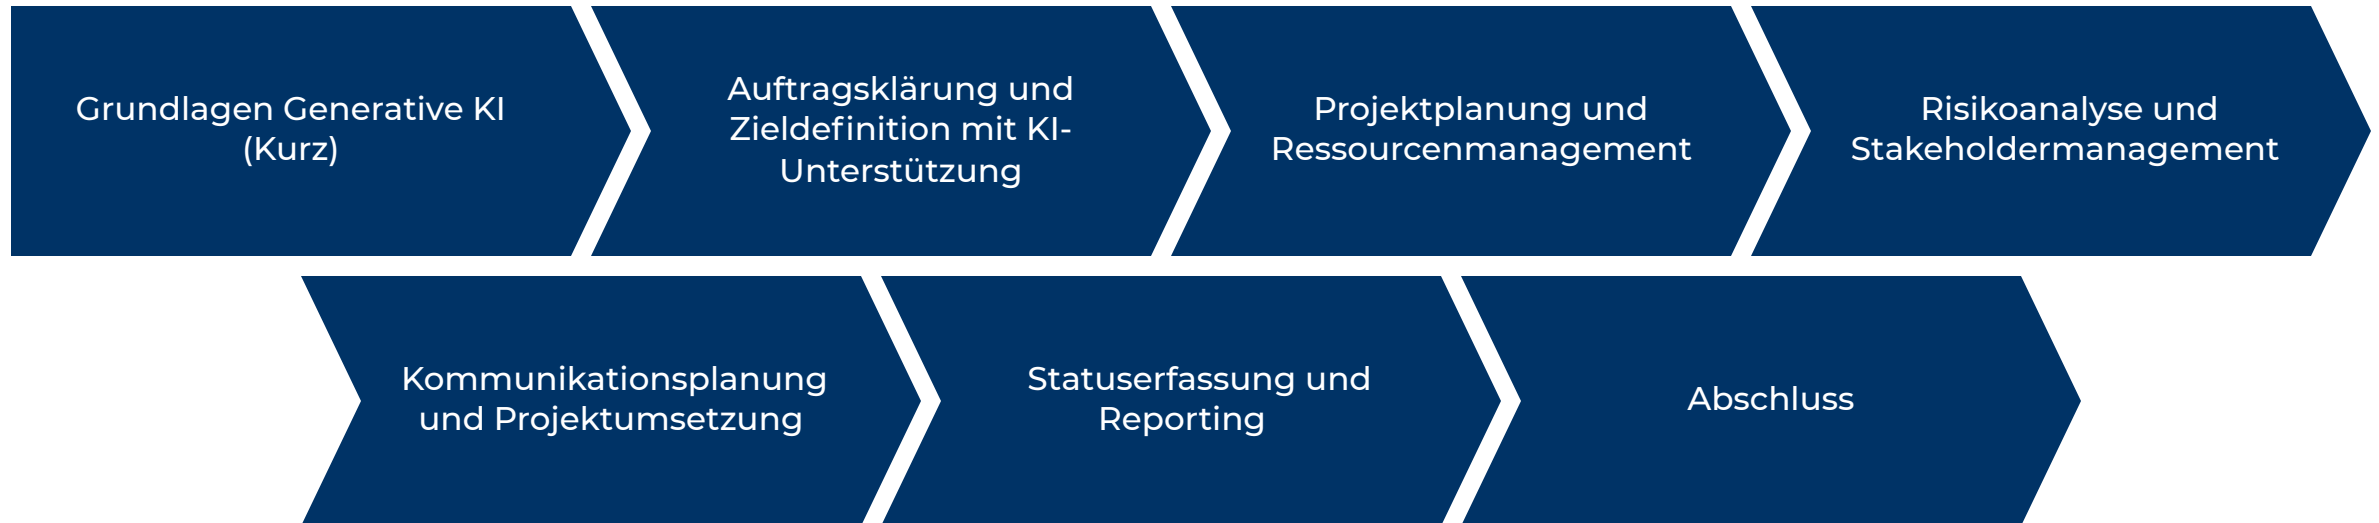 Grundlagen Generative KI
(Kurz)
Auftragsklärung und
Zieldefinition mit KI-
Unterstützung
Projektplanung und
Ressourcenmanagement
Risikoanalyse und
Stakeholdermanagement
Kommunikationsplanung
und Projektumsetzung
Statuserfassung und
Reporting
Abschluss